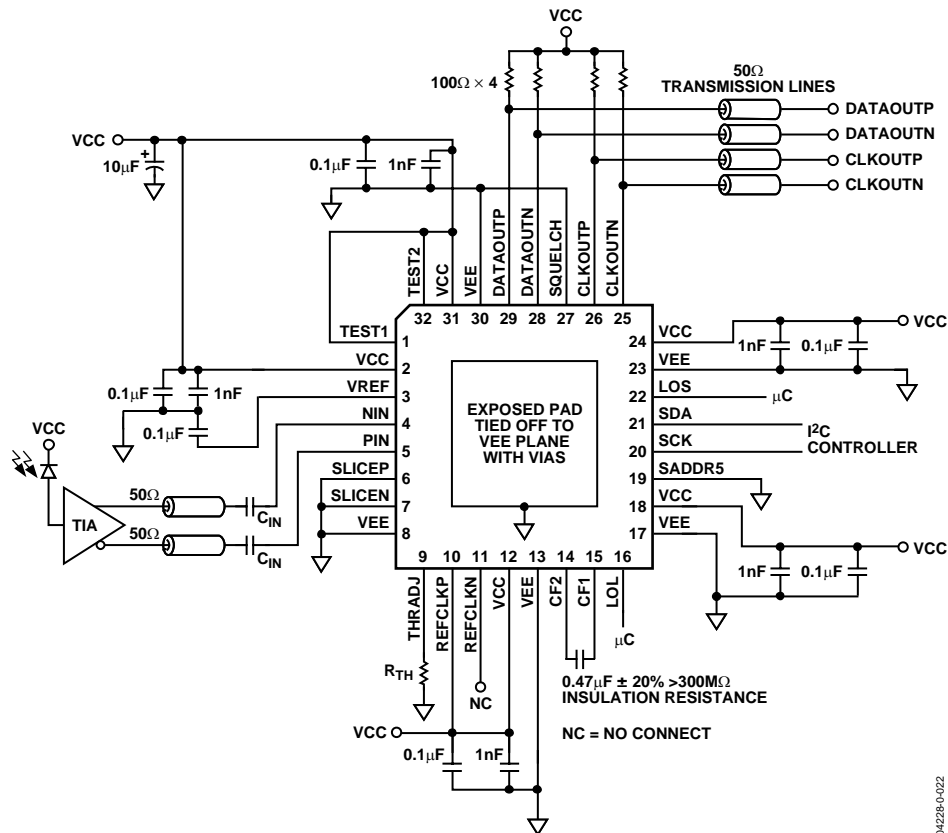 VCC
100Ω × 4
50Ω
TRANSMISSION LINES
DATAOUTP
DATAOUTN
CLKOUTP
CLKOUTN
VCC
10μF
+
0.1μF
1nF
TEST2
VCC
VEE
DATAOUTP
DATAOUTN
SQUELCH
CLKOUTP
CLKOUTN
32
31
30
29
28
27
26
25
TEST1
1
VCC
2
VREF
3
NIN
4
PIN
5
SLICEP
6
SLICEN
7
VEE
8
0.1μF
1nF
0.1μF
VCC
TIA
50Ω
CIN
50Ω
CIN
EXPOSED PAD
TIED OFF TO
VEE PLANE
WITH VIAS
24
VCC
23
VEE
22
LOS
21
SDA
20
SCK
19
SADDR5
18
VCC
17
VEE
VCC
1nF
0.1μF
μC
I2C
CONTROLLER
VCC
1nF
0.1μF
9
10
11
12
13
14
15
16
THRADJ
REFCLKP
REFCLKN
VCC
VEE
CF2
CF1
LOL
RTH
NC
μC
0.47μF ± 20% >300MΩ
INSULATION RESISTANCE
VCC
0.1μF
1nF
NC = NO CONNECT
04228-0-022